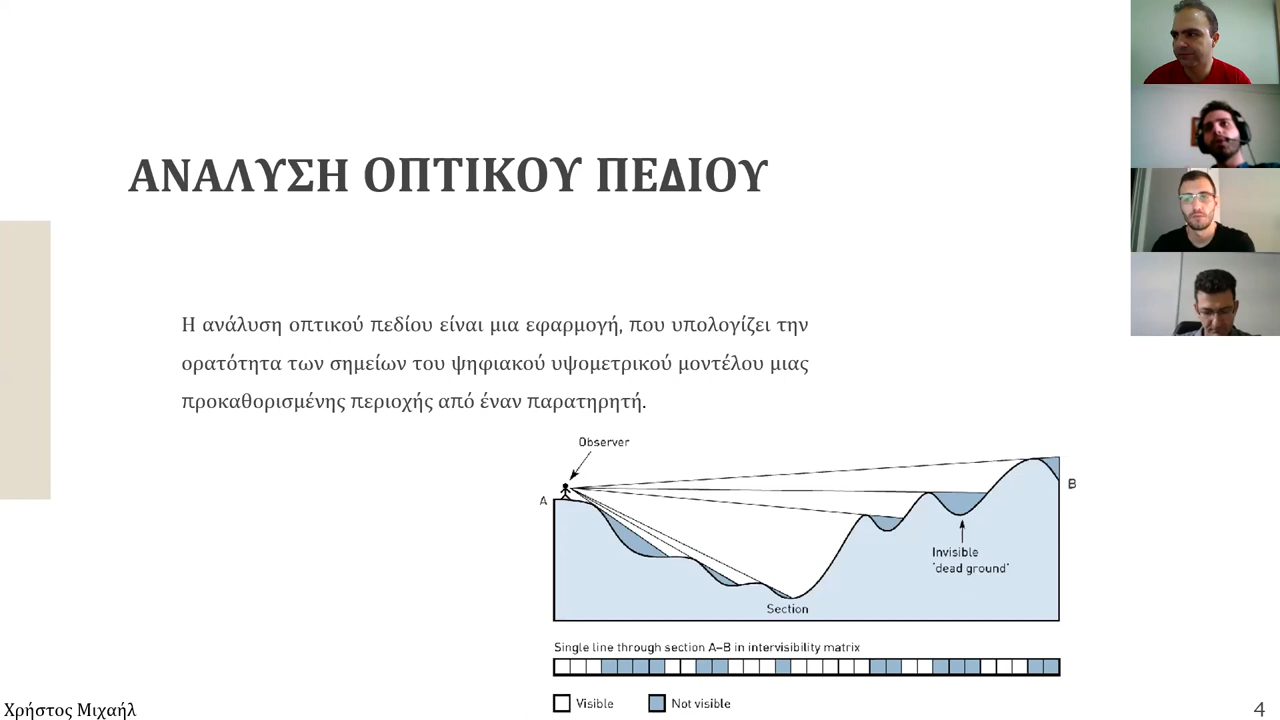 ΑΝΑΛΥΣΗ ΟΠΤΙΚΟΥ ΠΕΔΙΟΥ
Η ανάλυση οπτικού πεδίου είναι μια εφαρμογή, που υπολογίζει την
ορατότητα των σημείων του ψηφιακού υψομετρικού μοντέλου μιας
προκαθορισμένης περιοχής από έναν παρατηρητή.
Observer
A
B
Invisible
'dead ground'
Section
Single line through section A–B in intervisibility matrix
Visible
Not visible
Χρήστος Μιχαήλ
4